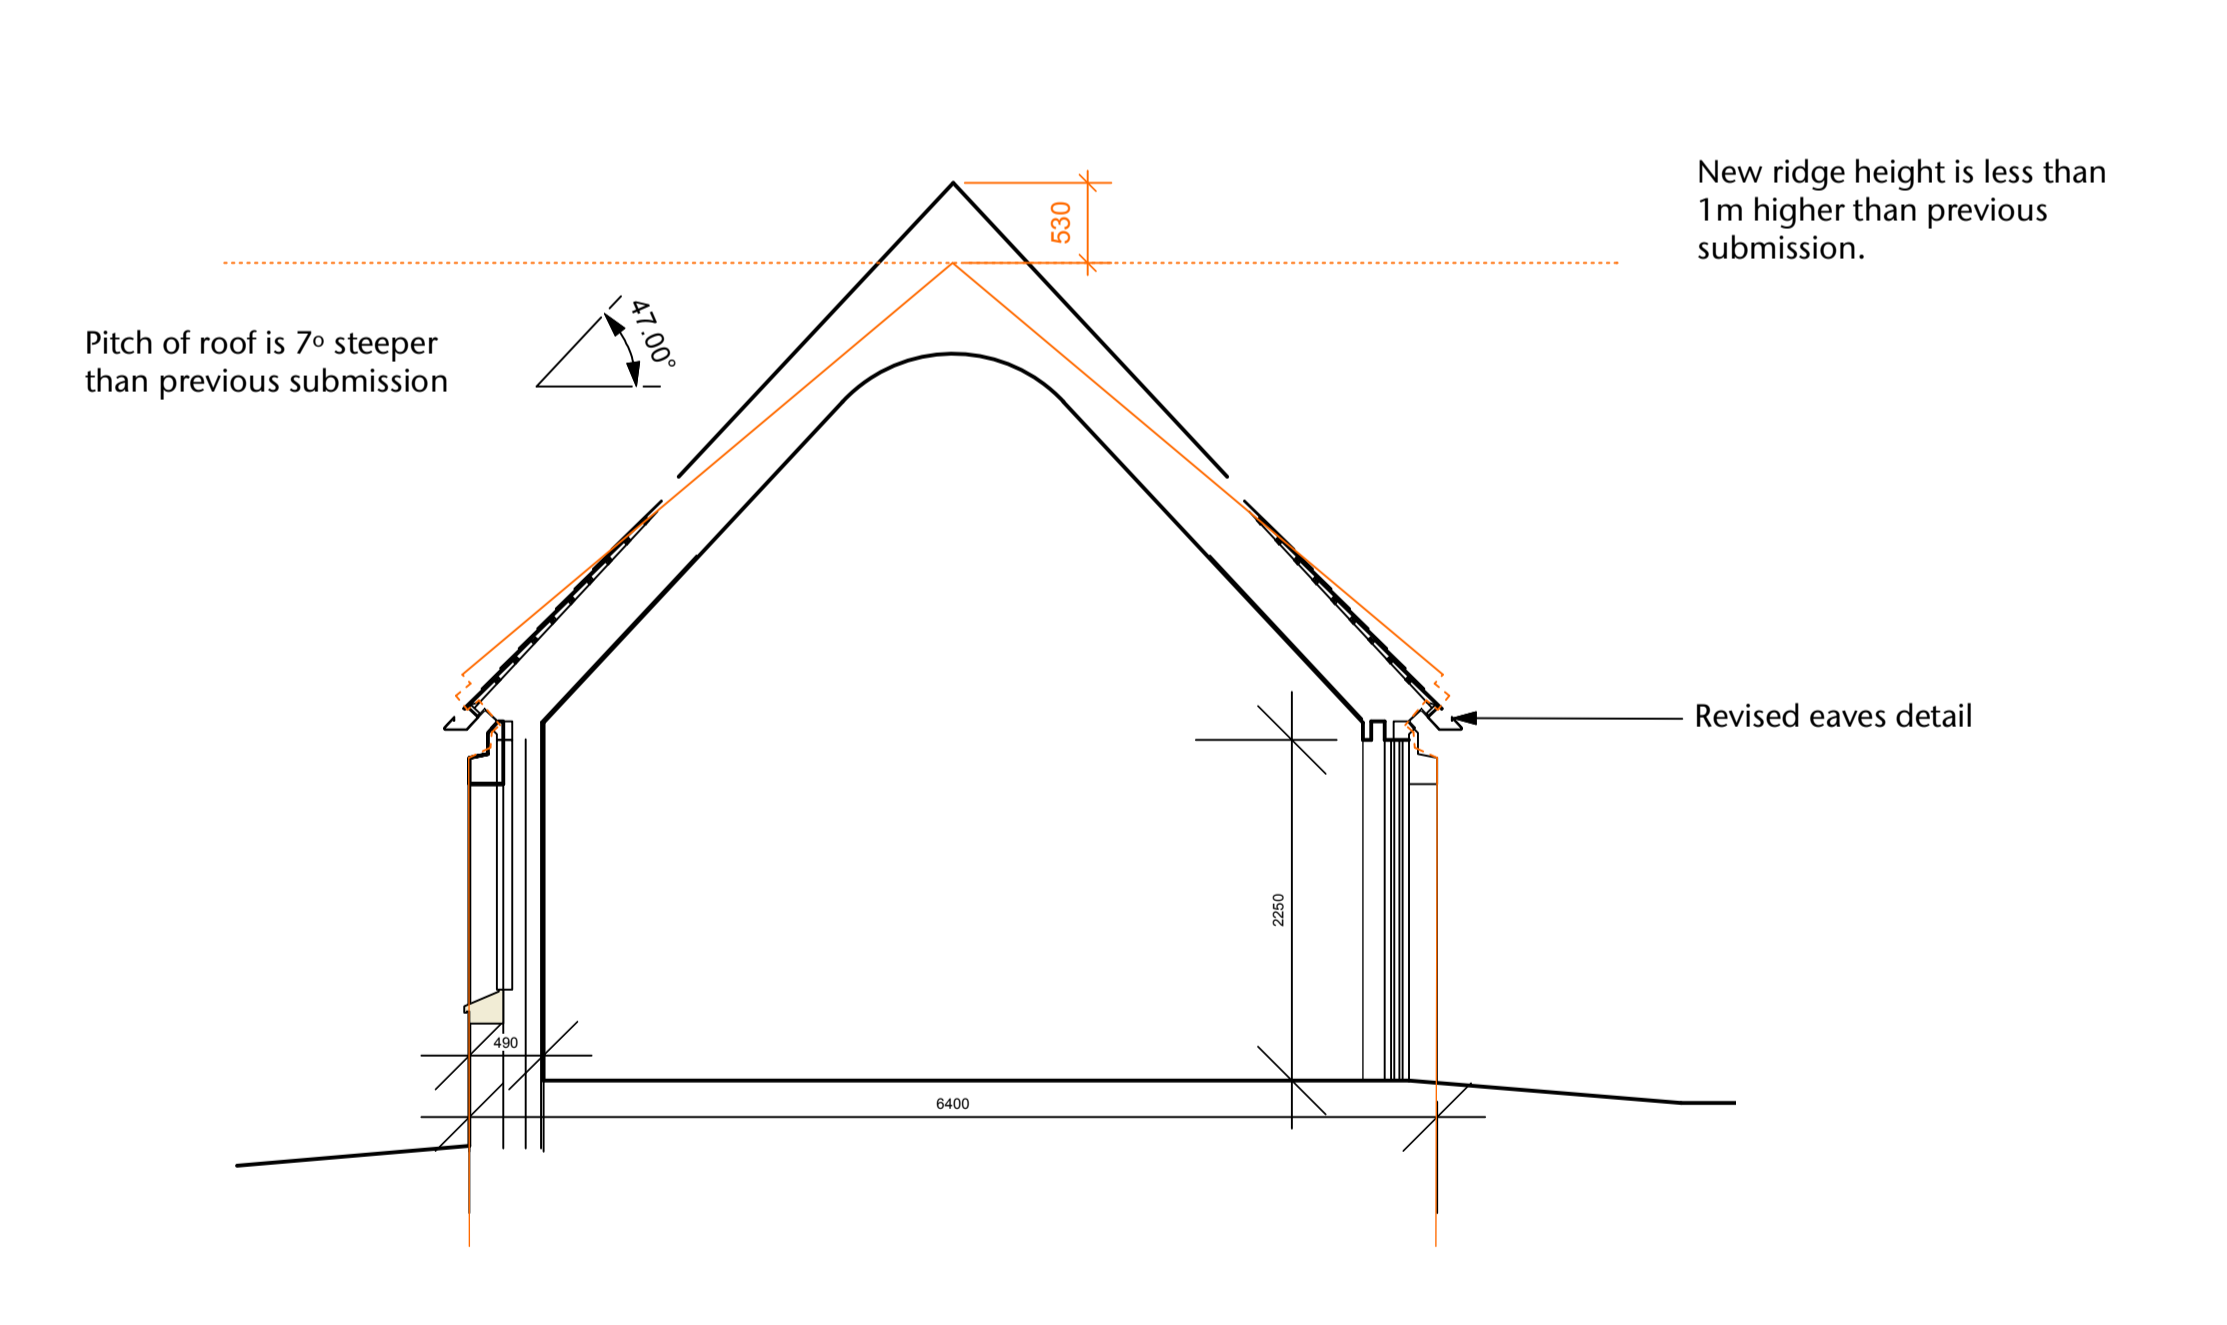 New ridge height is less than
1m higher than previous
submission.
530
47.00°
Pitch of roof is 7º steeper
than previous submission
Revised eaves detail
2250
490
6400